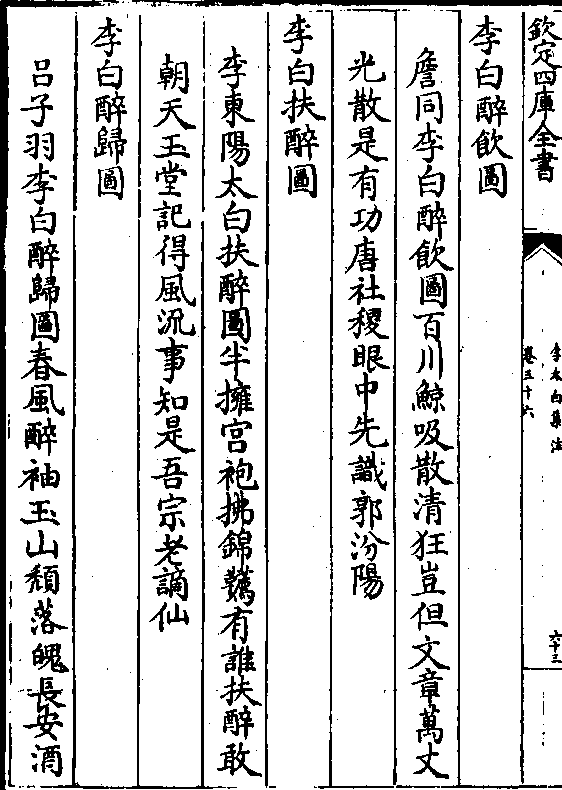 欽定四庫全書
李太白集注
卷三十六
六十三
李白醉飲圖
詹同李白醉飲圖百川鯨吸散清狂豈但文章萬丈
光散是有功唐社稷眼中先識郭汾陽
李白扶醉圖
李東陽太白扶醉圖半擁宮袍拂錦韉有誰扶醉敢
朝天玉堂記得風流事知是吾宗老謫仙
李白醉歸圖
吕子羽李白醉歸圖春風醉袖玉山頽落魄長安酒